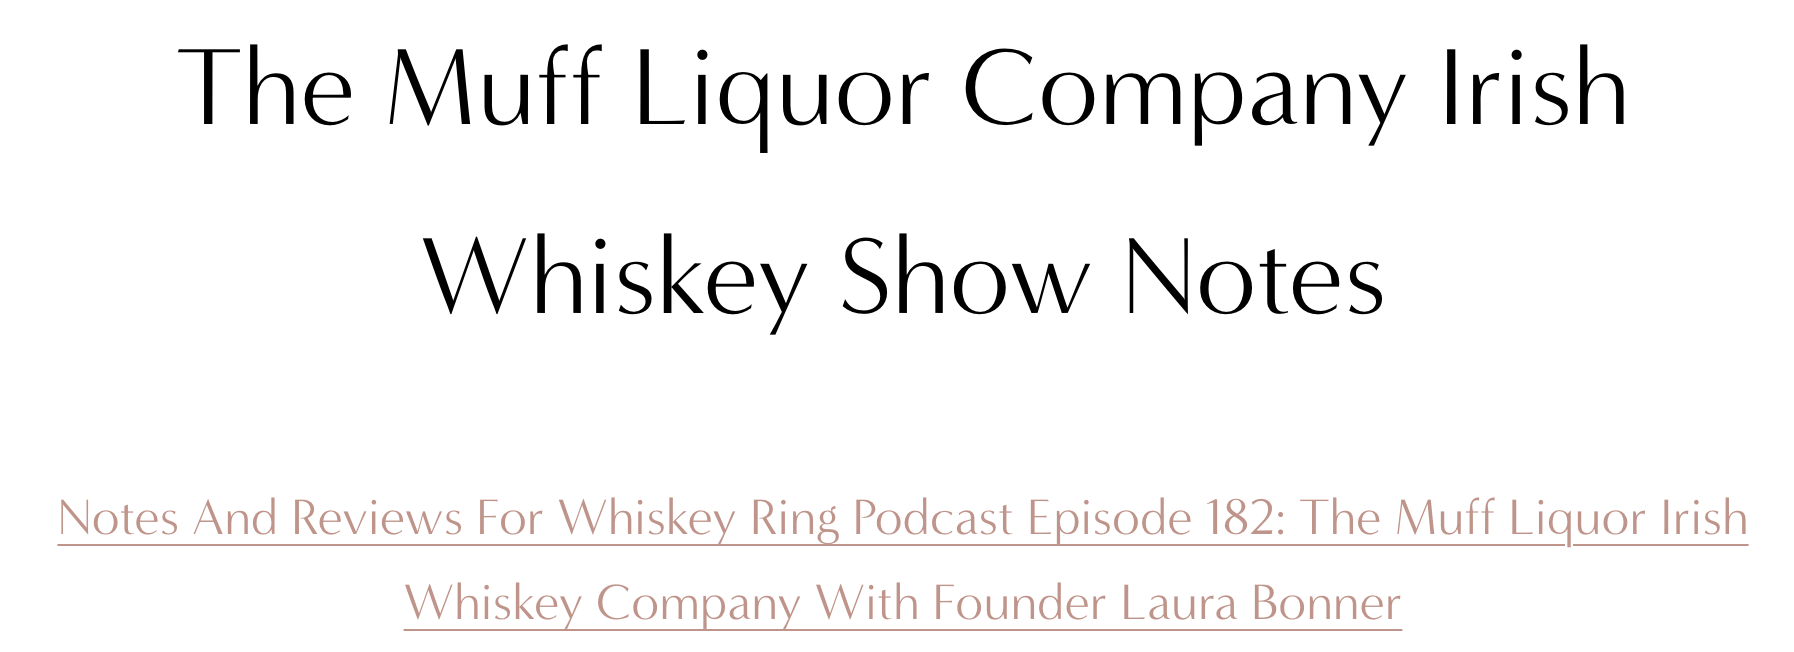 The Muff Liquor Company Irish
Whiskey Show Notes
Notes And Reviews For Whiskey Ring Podcast Episode 182: The Muff Liquor Irish
Whiskey Company With Founder Laura Bonner